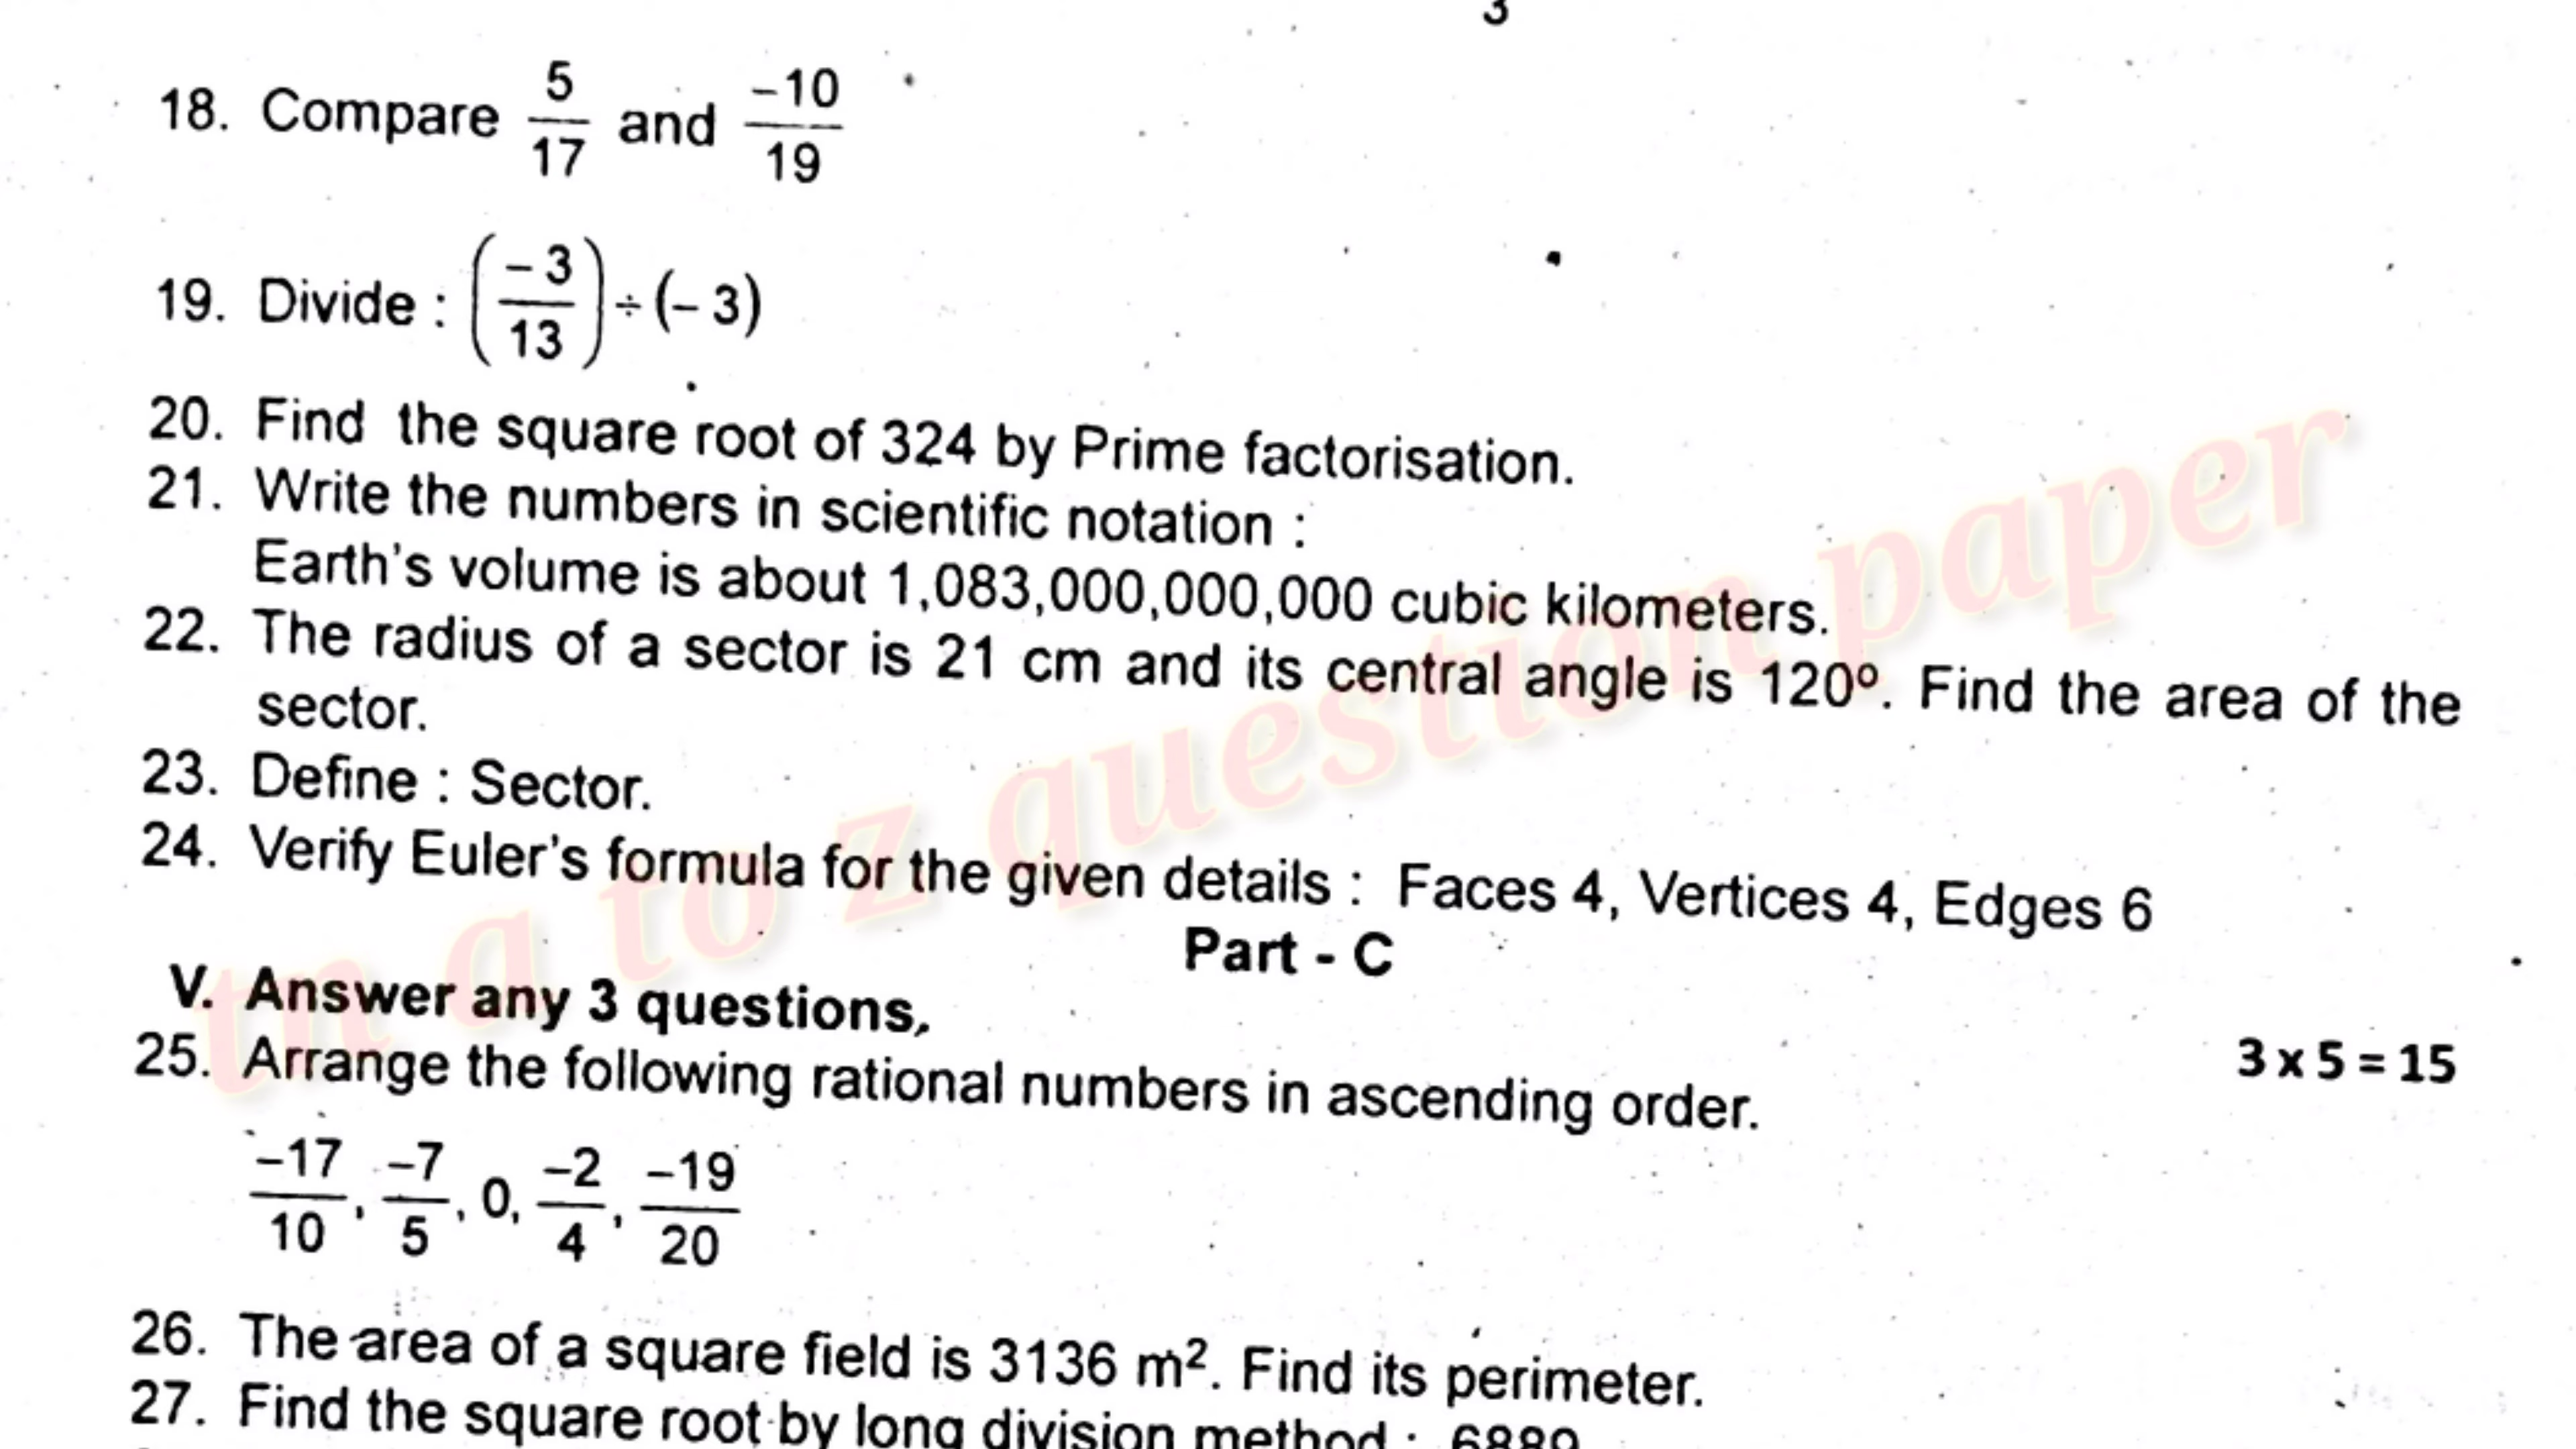 3
18. Compare 5/17 and -10/19
19. Divide : (-3/13) ÷ (-3)
20. Find the square root of 324 by Prime factorisation.
21. Write the numbers in scientific notation :
Earth's volume is about 1,083,000,000,000 cubic kilometers.
22. The radius of a sector is 21 cm and its central angle is 120º. Find the area of the
sector.
23. Define : Sector.
24. Verify Euler's formula for the given details : Faces 4, Vertices 4, Edges 6
Part - C
V. Answer any 3 questions,
3 x 5 = 15
25. Arrange the following rational numbers in ascending order.
-17/10, -7/5, 0, -2/4, -19/20
26. The area of a square field is 3136 m². Find its perimeter.
27. Find the square root by long division method : 6889
tn a to z question paper